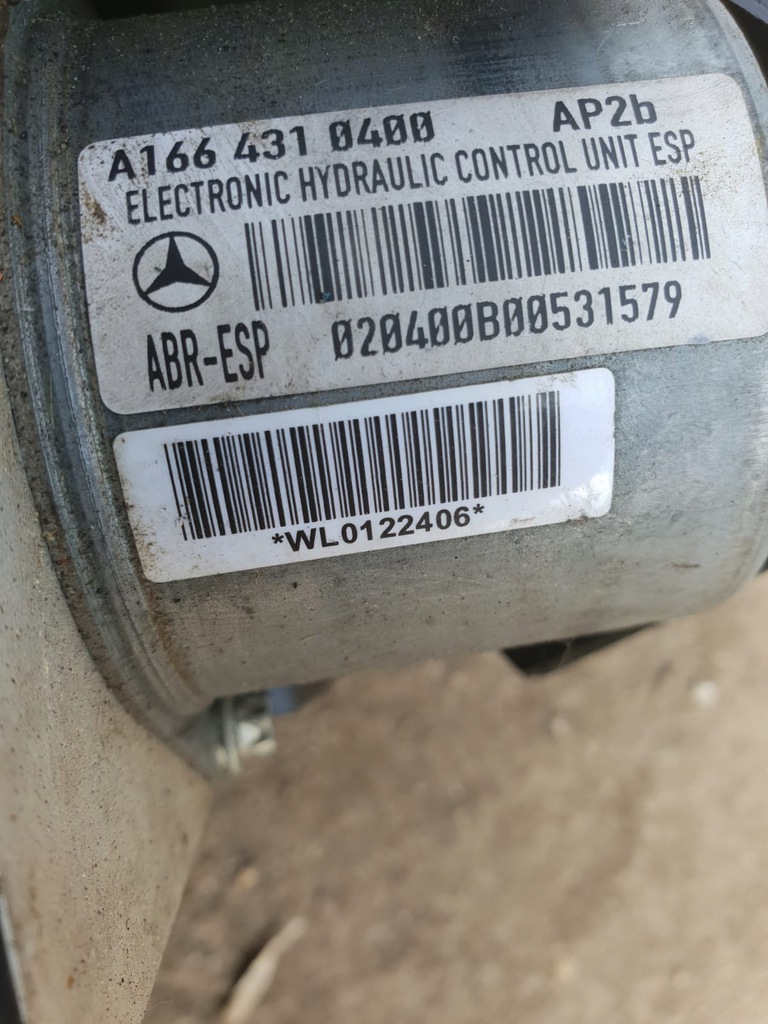 A166 431 0400 AP2b
ELECTRONIC HYDRAULIC CONTROL UNIT ESP
ABR-ESP 020400B00531579
*WL0122406*